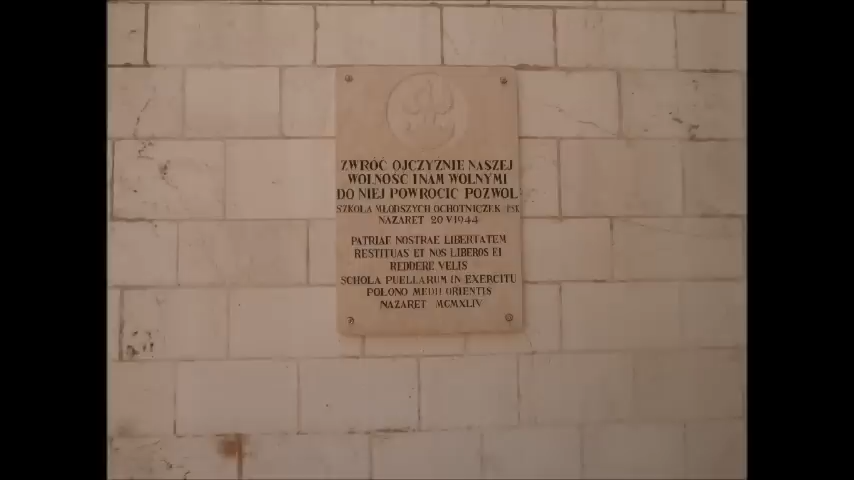 ZWRÓĆ OJCZYZNIE NASZEJ
WOLNOŚĆ I NAM WOLNYMI
DO NIEJ POWRÓCIĆ POZWÓL
SZKOŁA MŁODSZYCH OCHOTNICZEK PSK
NAZARET 20 V 1944
PATRIAE NOSTRAE LIBERTATEM
RESTITUAS ET NOS LIBEROS EI
REDDERE VELIS
SCHOLA PUELLARUM IN EXERCITU
POLONO MEDII ORIENTIS
NAZARET MCMXLIV